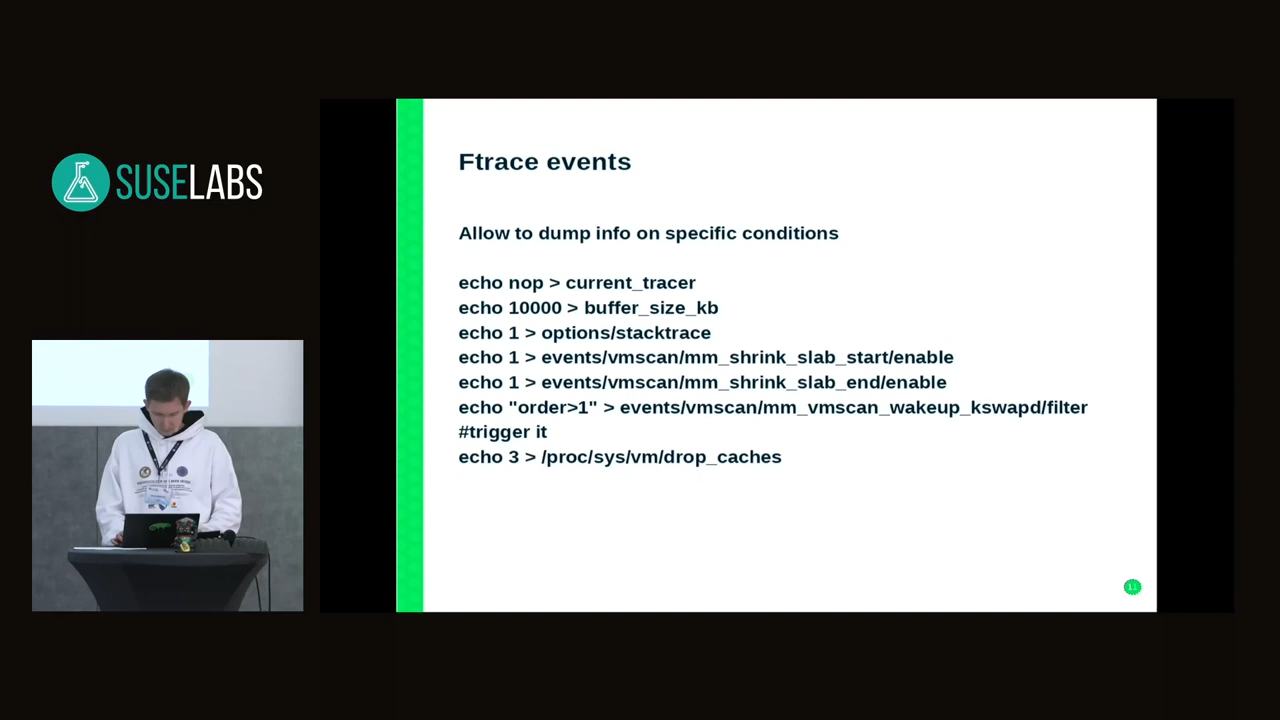 SUSELABS
Ftrace events
Allow to dump info on specific conditions
echo nop > current_tracer
echo 10000 > buffer_size_kb
echo 1 > options/stacktrace
echo 1 > events/vmscan/mm_shrink_slab_start/enable
echo 1 > events/vmscan/mm_shrink_slab_end/enable
echo "order>1" > events/vmscan/mm_vmscan_wakeup_kswapd/filter
#trigger it
echo 3 > /proc/sys/vm/drop_caches
11